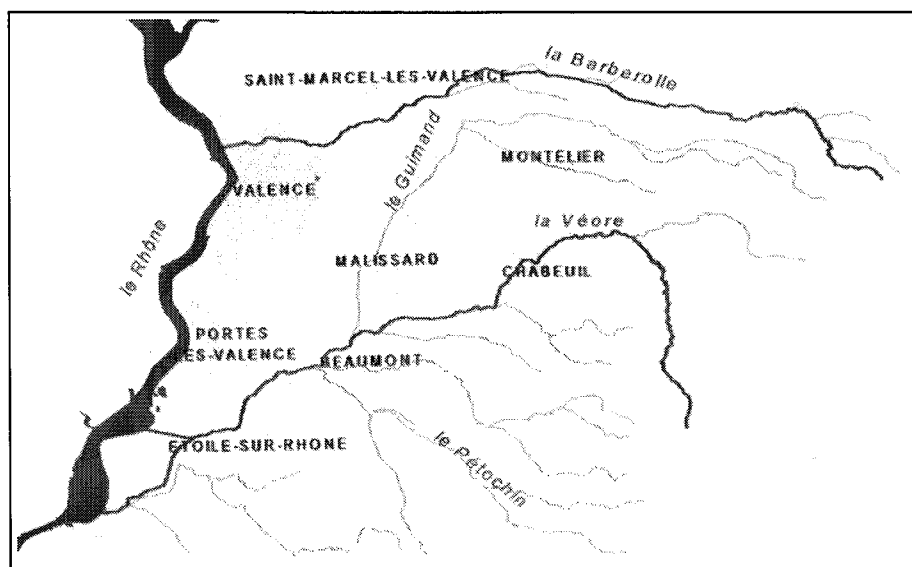 la Barberolle
SAINT-MARCEL-LES-VALENCE
le Guimand
MONTELIER
VALENCE
la Véore
le Rhône
MALISSARD
CHABEUIL
PORTES
LES-VALENCE
BEAUMONT
ETOILE-SUR-RHONE
le Pétochin